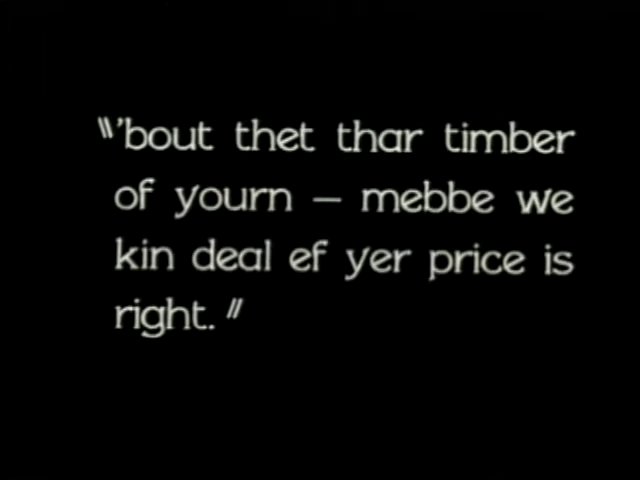 "'bout thet thar timber
of yourn — mebbe we
kin deal ef yer price is
right."